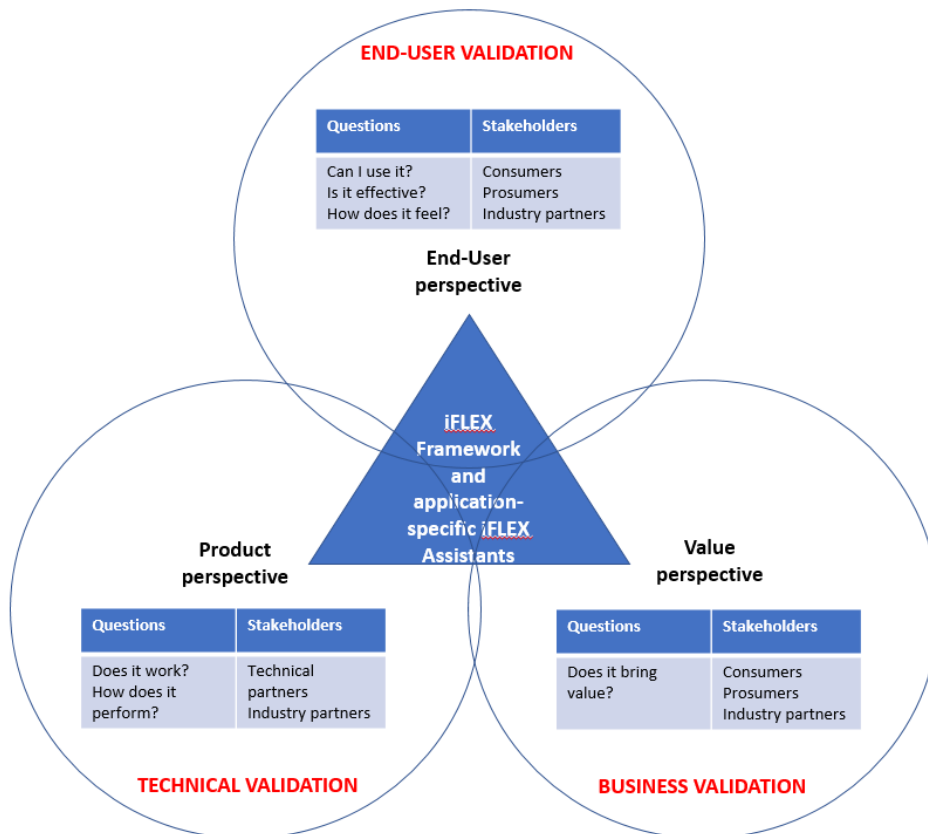 END-USER VALIDATION
Questions Stakeholders
Can I use it? Consumers
Is it effective? Prosumers
How does it feel? Industry partners
End-User
perspective
iFLEX
Framework
and
application-
specific iFLEX
Assistants
Product
perspective
Questions Stakeholders
Does it work? Technical
How does it partners
perform? Industry partners
TECHNICAL VALIDATION
Value
perspective
Questions Stakeholders
Does it bring Consumers
value? Prosumers
Industry partners
BUSINESS VALIDATION